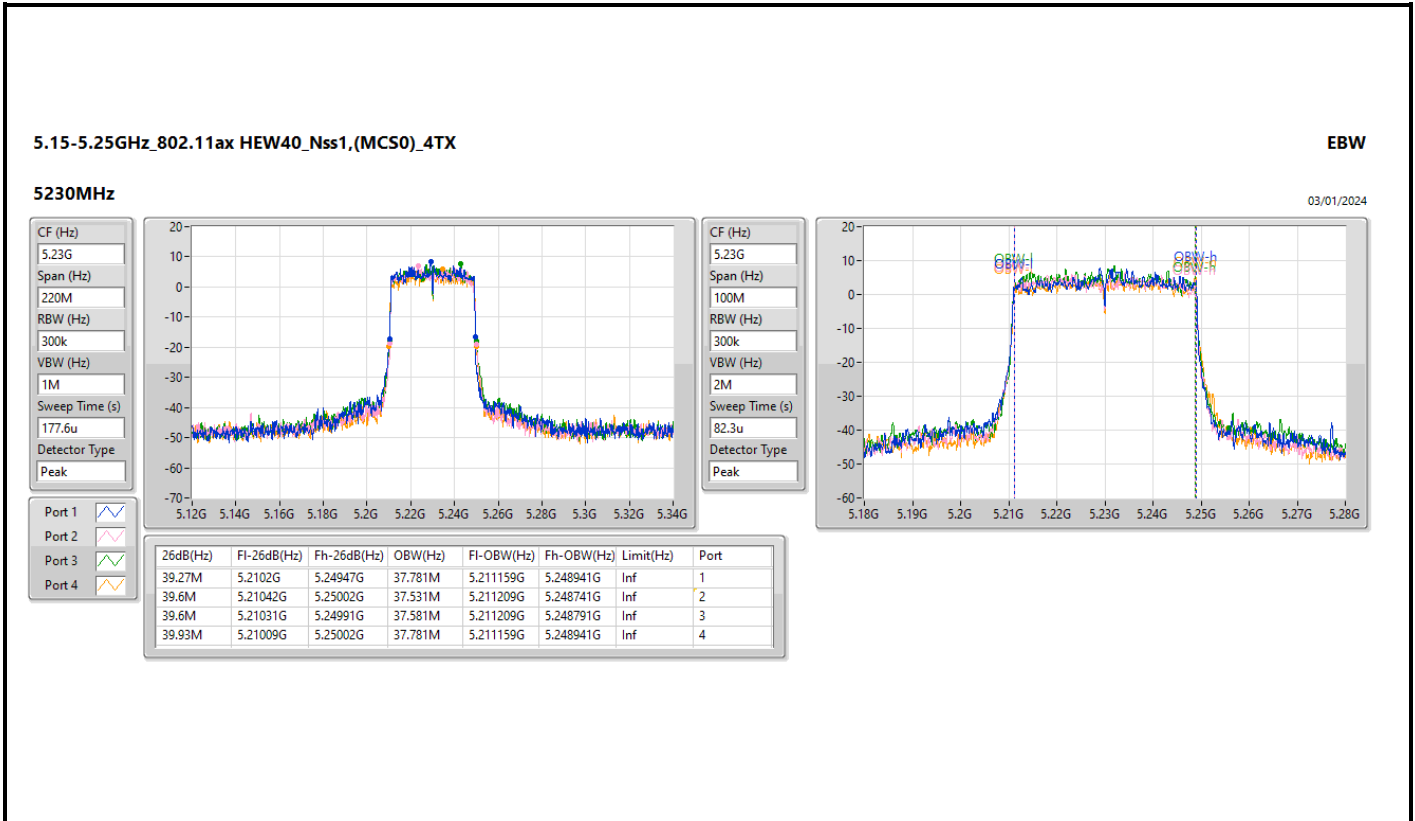 5.15-5.25GHz_802.11ax HEW40_Nss1,(MCS0)_4TX EBW
5230MHz
03/01/2024
CF (Hz)
5.23G
Span (Hz)
220M
RBW (Hz)
300k
VBW (Hz)
1M
Sweep Time (s)
177.6u
Detector Type
Peak
20
10
0
-10
-20
-30
-40
-50
-60
-70
5.12G 5.14G 5.16G 5.18G 5.2G 5.22G 5.24G 5.26G 5.28G 5.3G 5.32G 5.34G
CF (Hz)
5.23G
Span (Hz)
100M
RBW (Hz)
300k
VBW (Hz)
2M
Sweep Time (s)
82.3u
Detector Type
Peak
20
10
0
-10
-20
-30
-40
-50
-60
OBW-l
OBW-h
5.18G 5.19G 5.2G 5.21G 5.22G 5.23G 5.24G 5.25G 5.26G 5.27G 5.28G
Port 1
Port 2
Port 3
Port 4
26dB(Hz) Fl-26dB(Hz) Fh-26dB(Hz) OBW(Hz) Fl-OBW(Hz) Fh-OBW(Hz) Limit(Hz) Port
39.27M 5.2102G 5.24947G 37.781M 5.211159G 5.248941G Inf 1
39.6M 5.21042G 5.25002G 37.531M 5.211209G 5.248741G Inf 2
39.6M 5.21031G 5.24991G 37.581M 5.211209G 5.248791G Inf 3
39.93M 5.21009G 5.25002G 37.781M 5.211159G 5.248941G Inf 4